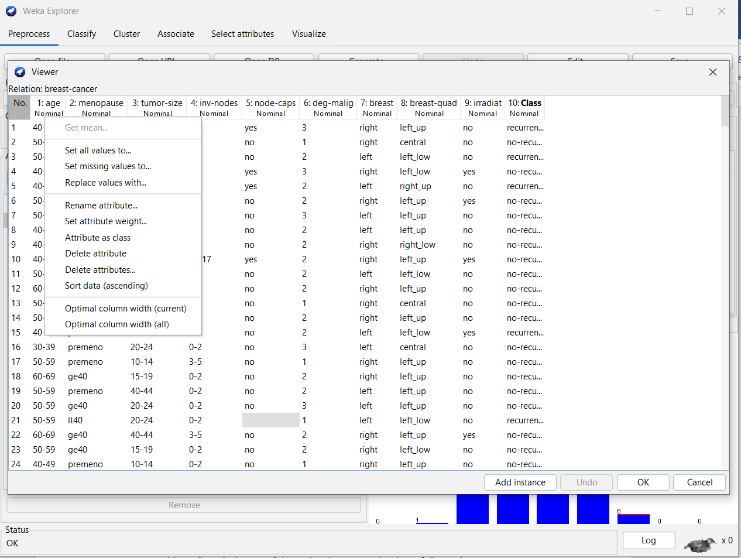 Weka Explorer
Preprocess Classify Cluster Associate Select attributes Visualize
Viewer
Relation: breast-cancer
No. 1: age 2: menopause 3: tumor-size 4: inv-nodes 5: node-caps 6: deg-malig 7: breast 8: breast-quad 9: irradiat 10: Class
Nominal Nominal Nominal Nominal Nominal Nominal Nominal Nominal Nominal Nominal
1 40- yes 3 right left_up no recurren...
2 50- no 1 right central no no-recu...
3 50- no 2 left left_low no no-recu...
4 40- yes 3 right left_low yes no-recu...
5 40- yes 2 left right_up no recurren...
6 50- no 2 right left_up yes no-recu...
7 50- no 3 left left_up no no-recu...
8 40- no 2 left left_up no no-recu...
9 40- no 2 right right_low no no-recu...
10 40- 17 yes 2 right left_up yes no-recu...
11 50- no 2 left left_low no no-recu...
12 60- no 2 right left_up no no-recu...
13 50- no 1 right central no no-recu...
14 50- no 2 right left_up no no-recu...
15 40- no 2 left left_low yes recurren...
Get mean...
Set all values to...
Set missing values to...
Replace values with...
Rename attribute...
Set attribute weight...
Attribute as class
Delete attribute
Delete attributes...
Sort data (ascending)
Optimal column width (current)
Optimal column width (all)
16 30-39 premeno 20-24 0-2 no 3 left central no no-recu...
17 50-59 premeno 10-14 3-5 no 1 right left_up no no-recu...
18 60-69 ge40 15-19 0-2 no 2 right left_up no no-recu...
19 50-59 premeno 40-44 0-2 no 2 left left_up no no-recu...
20 50-59 ge40 20-24 0-2 no 3 left left_up no no-recu...
21 50-59 lt40 20-24 0-2 1 left left_low no recurren...
22 60-69 ge40 40-44 3-5 no 2 right left_up yes no-recu...
23 50-59 ge40 15-19 0-2 no 2 right left_low no no-recu...
24 40-49 premeno 10-14 0-2 no 1 right left_up no no-recu...
Add instance Undo OK Cancel
Remove
0 1 6 0 0
Status
OK
Log x 0